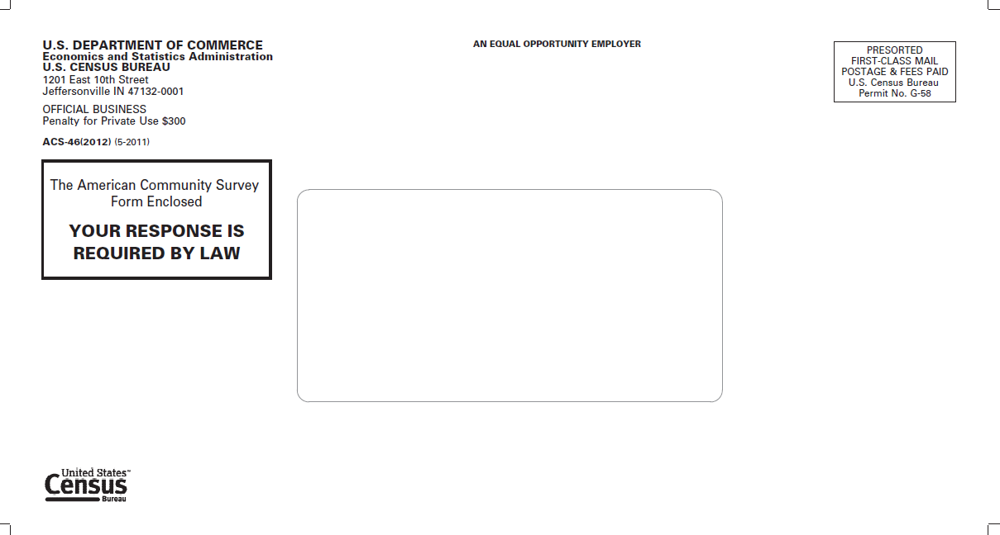 U.S. DEPARTMENT OF COMMERCE
Economics and Statistics Administration
U.S. CENSUS BUREAU
1201 East 10th Street
Jeffersonville IN 47132-0001
OFFICIAL BUSINESS
Penalty for Private Use $300
ACS-46(2012) (5-2011)
AN EQUAL OPPORTUNITY EMPLOYER
PRESORTED
FIRST-CLASS MAIL
POSTAGE & FEES PAID
U.S. Census Bureau
Permit No. G-58
The American Community Survey
Form Enclosed
YOUR RESPONSE IS
REQUIRED BY LAW
United States™
Census
Bureau